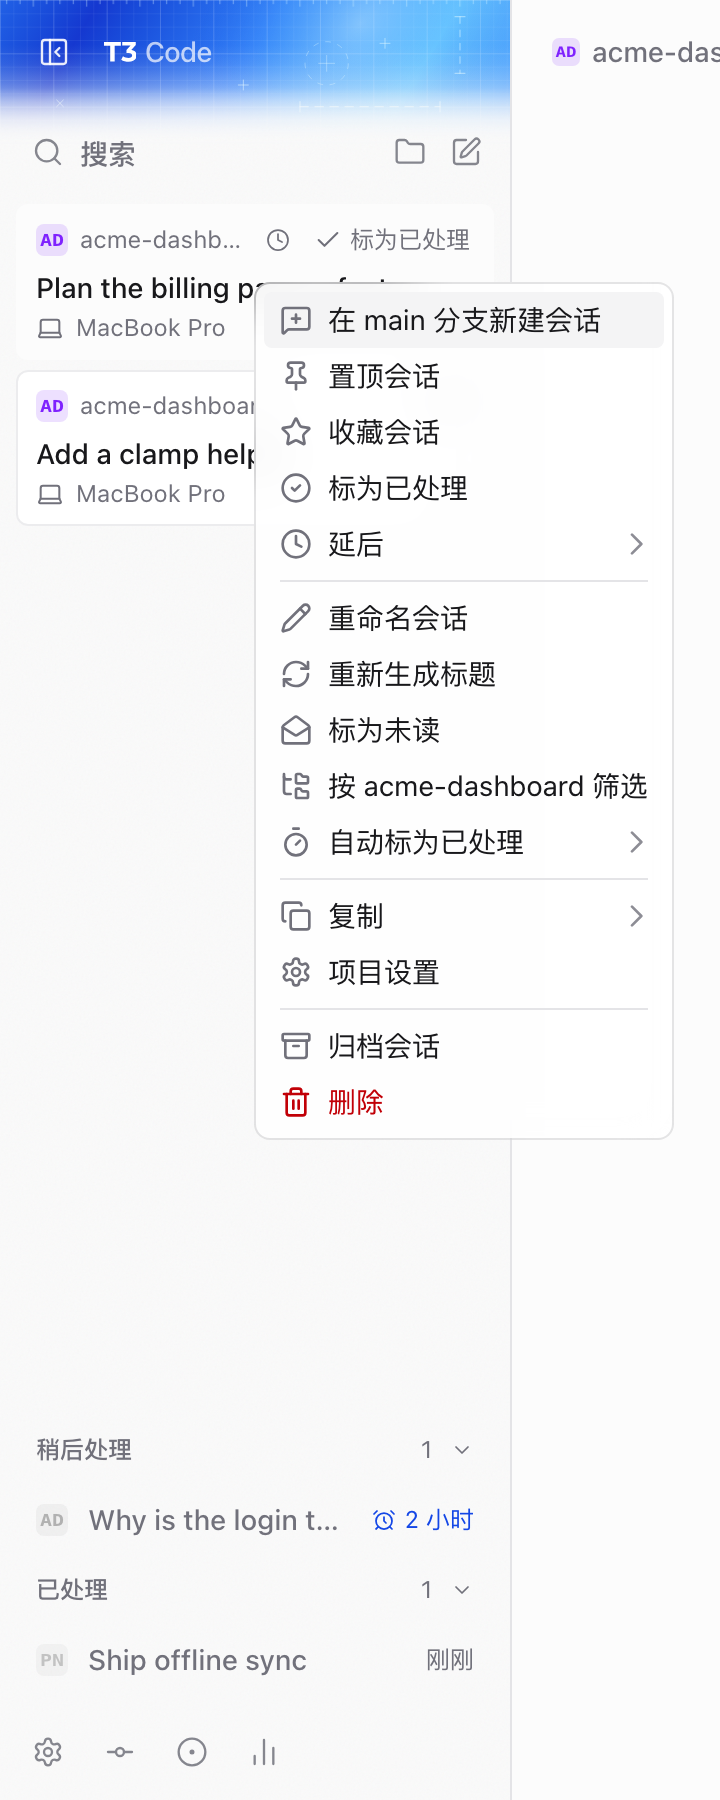 T3 Code
AD acme-das
搜索
AD acme-dashb... 标为已处理
Plan the billing
MacBook Pro
AD acme-dashboar
Add a clamp help
MacBook Pro
在 main 分支新建会话
置顶会话
收藏会话
标为已处理
延后
重命名会话
重新生成标题
标为未读
按 acme-dashboard 筛选
自动标为已处理
复制
项目设置
归档会话
删除
稍后处理 1
AD Why is the login t... 2 小时
已处理 1
PN Ship offline sync 刚刚